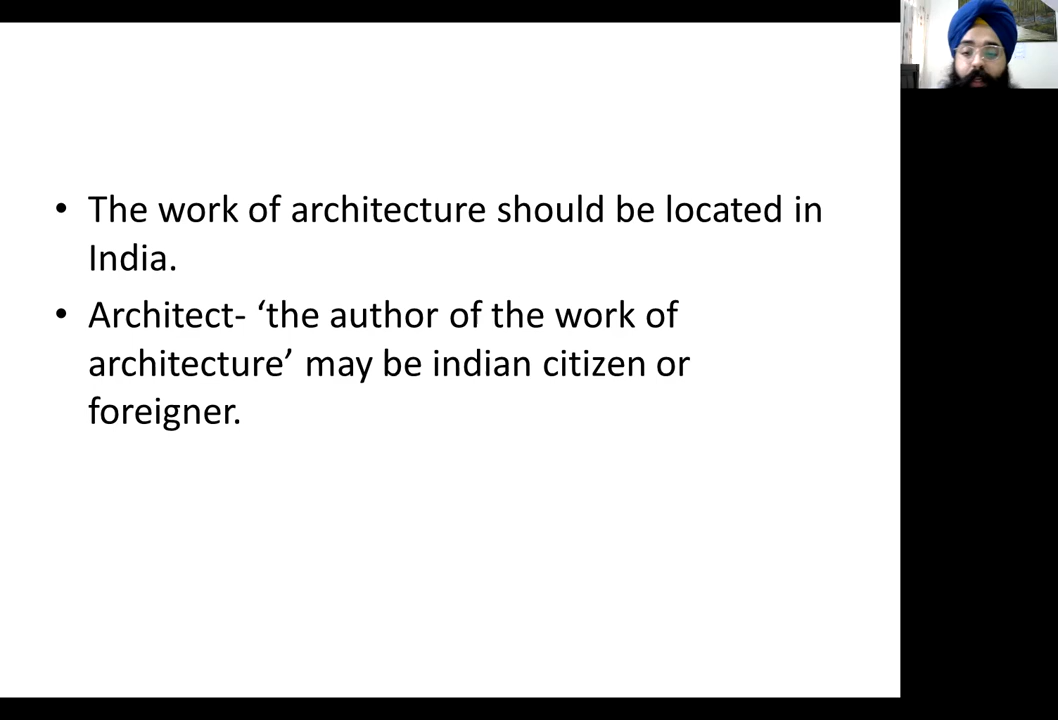 • The work of architecture should be located in
India.
• Architect- ‘the author of the work of
architecture’ may be indian citizen or
foreigner.